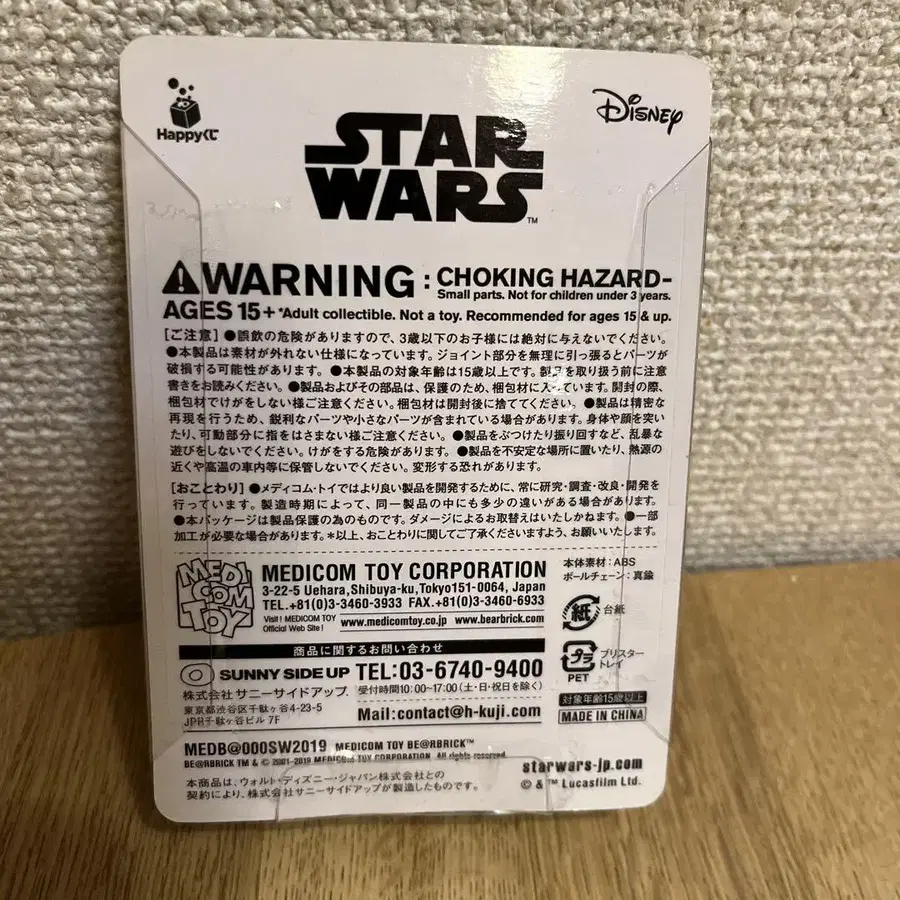 Happyくじ
Disney
STAR
WARS
TM
WARNING : CHOKING HAZARD-
Small parts. Not for children under 3 years.
AGES 15+ *Adult collectible. Not a toy. Recommended for ages 15 & up.
[ご注意] ●誤飲の危険がありますので、3歳以下のお子様には絶対に与えないでください。
●本製品は素材が外れない仕様になっています。ジョイント部分を無理に引っ張るとパーツが
破損する可能性があります。 ●本製品の対象年齢は15歳以上です。製品を取り扱う前に注意
書きをお読みください。 ●製品およびその部品は、保護のため、梱包材に入っています。開封の際、
梱包材でけがをしない様ご注意ください。梱包材は開封後に捨ててください。 ●製品は精密な
再現を行うため、鋭利なパーツや小さなパーツが含まれている場合があります。身体や顔を突い
たり、可動部分に指をはさまない様ご注意ください。 ●製品をぶつけたり振り回すなど、乱暴な
遊びをしないでください。けがをする危険があります。 ●製品を不安定な場所に置いたり、熱源の
近くや高温の車内等に保管しないでください。変形する恐れがあります。
[おことわり] ●メディコム・トイではより良い製品を開発するために、常に研究・調査・改良・開発を
行っています。製造時期によって、同一製品の中にも多少の違いがある場合があります。
●本パッケージは製品保護の為のものです。ダメージによるお取替えはいたしかねます。 ●一部
加工が必要な場合があります。*以上、おことわりに関してご了承くださいますよう、お願いいたします。
MEDI
COM
TOY
MEDICOM TOY CORPORATION
3-22-5 Uehara,Shibuya-ku,Tokyo151-0064, Japan
TEL.+81(0)3-3460-3933 FAX.+81(0)3-3460-6933
Visit! MEDICOM TOY
Official Web Site!
www.medicomtoy.co.jp www.bearbrick.com
本体素材:ABS
ボールチェーン:真鍮
紙 台紙
プラ
PET
ブリスター
トレイ
商品に関するお問い合わせ
SUNNY SIDE UP
株式会社 サニーサイドアップ
東京都渋谷区千駄ヶ谷4-23-5
JPR千駄ヶ谷ビル 7F
TEL:03-6740-9400
受付時間10:00~17:00(土・日・祝日を除く)
Mail:contact@h-kuji.com
対象年齢15歳以上
MADE IN CHINA
MEDB@000SW2019 MEDICOM TOY BE@RBRICK™
BE@RBRICK TM & © 2001-2019 MEDICOM TOY CORPORATION. All rights reserved.
本商品は、ウォルト・ディズニー・ジャパン株式会社との
契約により、株式会社サニーサイドアップが製造したものです。
starwars-jp.com
© & ™ Lucasfilm Ltd.